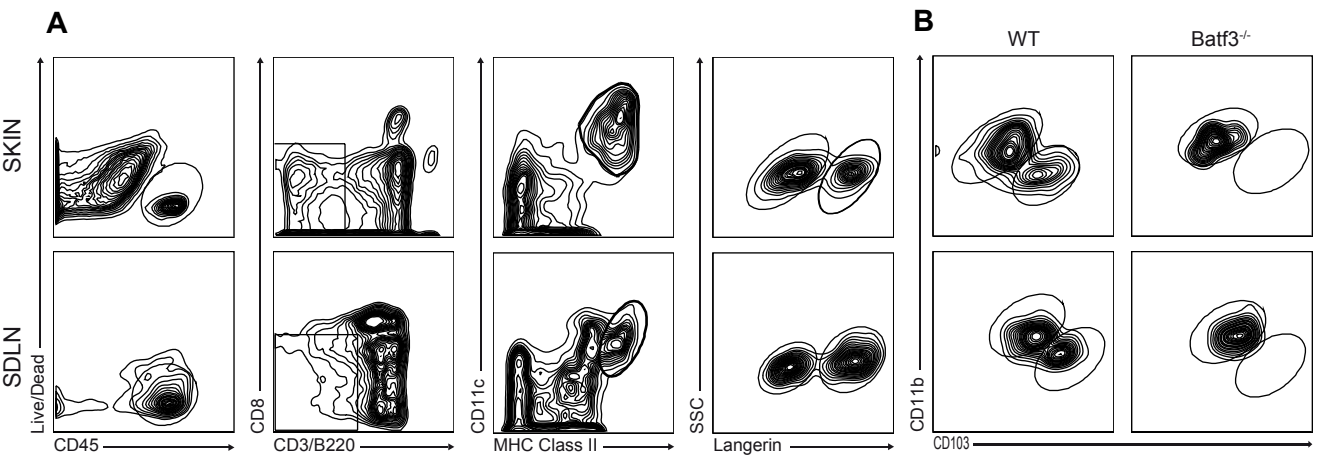 A
B
WT
Batf3-/-
SKIN
SDLN
Live/Dead
CD45
CD8
CD3/B220
CD11c
MHC Class II
SSC
Langerin
CD11b
CD103